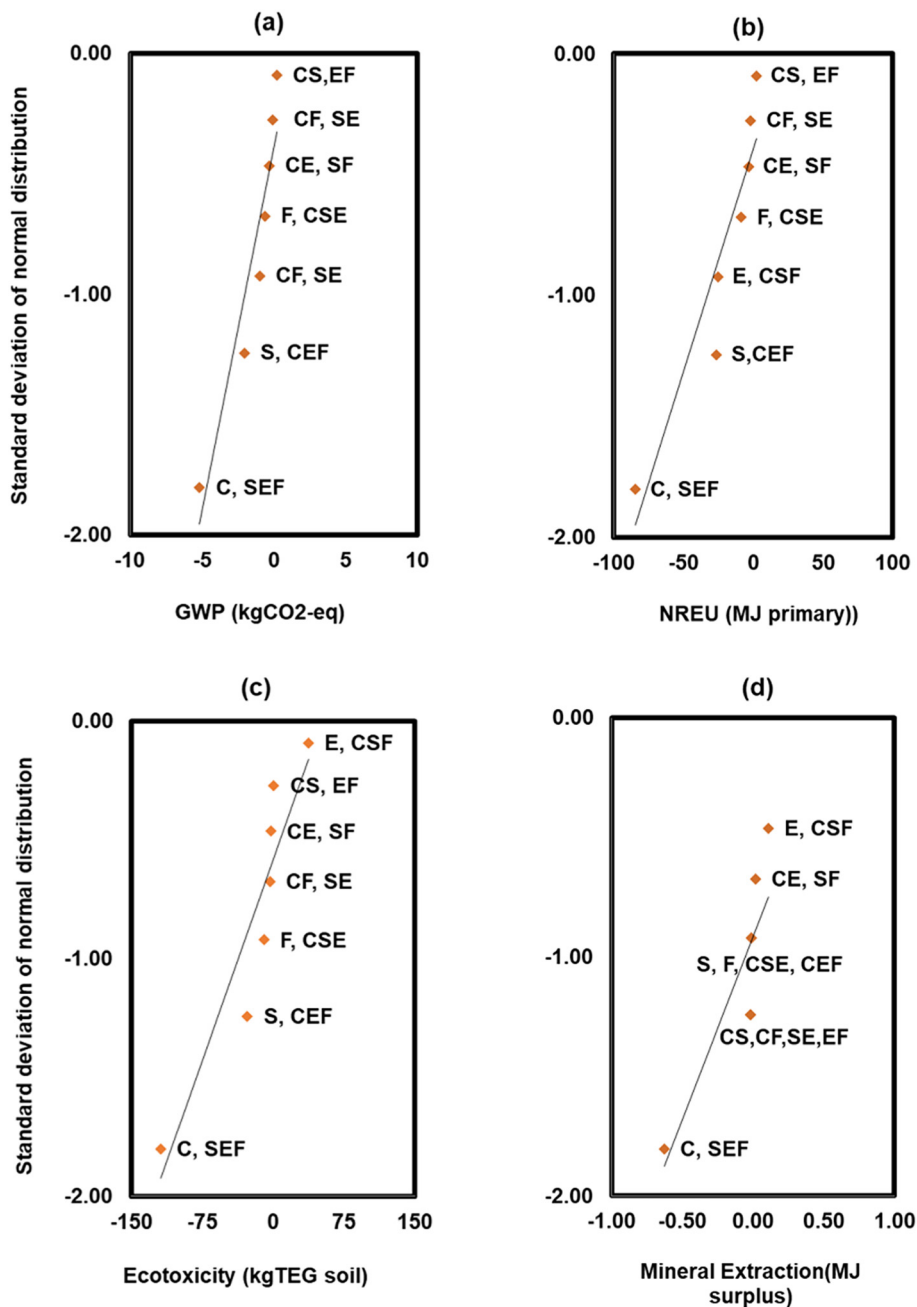 (a)
0.00
CS,EF
CF, SE
CE, SF
F, CSE
CF, SE
-1.00
S, CEF
C, SEF
-2.00
-10 -5 0 5 10
GWP (kgCO2-eq)
Standard deviation of normal distribution
(b)
0.00
CS, EF
CF, SE
CE, SF
F, CSE
E, CSF
-1.00
S,CEF
C, SEF
-2.00
-100 -50 0 50 100
NREU (MJ primary))
(c)
0.00
E, CSF
CS, EF
CE, SF
CF, SE
F, CSE
-1.00
S, CEF
C, SEF
-2.00
-150 -75 0 75 150
Ecotoxicity (kgTEG soil)
Standard deviation of normal distribution
(d)
0.00
E, CSF
CE, SF
-1.00
S, F, CSE, CEF
CS,CF,SE,EF
C, SEF
-2.00
-1.00 -0.50 0.00 0.50 1.00
Mineral Extraction(MJ
surplus)